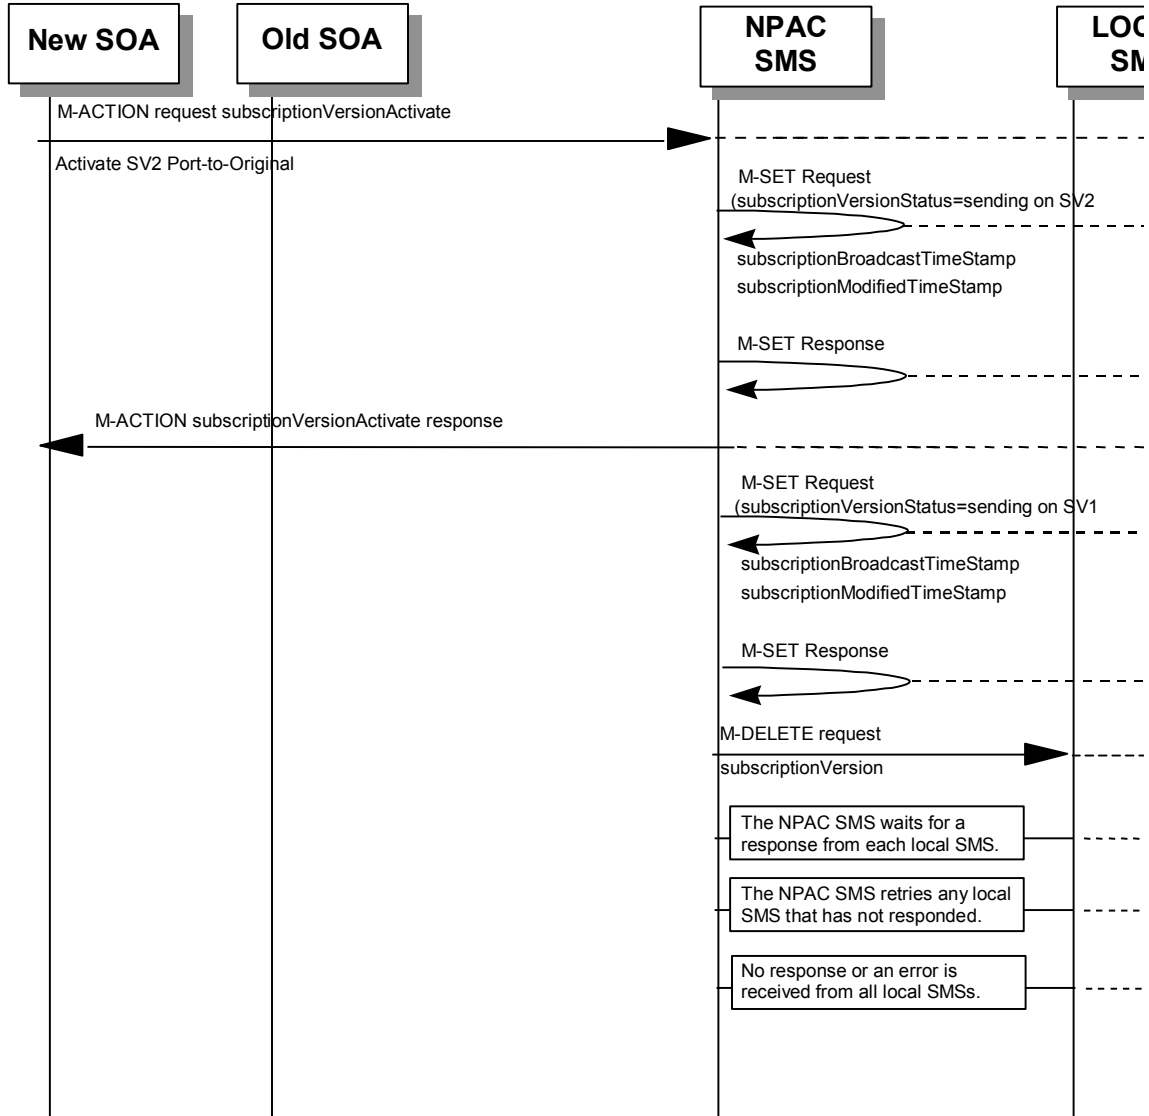 New SOA
Old SOA
NPAC
SMS
LOC
SM
M-ACTION request subscriptionVersionActivate
Activate SV2 Port-to-Original
M-SET Request
(subscriptionVersionStatus=sending on SV2
subscriptionBroadcastTimeStamp
subscriptionModifiedTimeStamp
M-SET Response
M-ACTION subscriptionVersionActivate response
M-SET Request
(subscriptionVersionStatus=sending on SV1
subscriptionBroadcastTimeStamp
subscriptionModifiedTimeStamp
M-SET Response
M-DELETE request
subscriptionVersion
The NPAC SMS waits for a
response from each local SMS.
The NPAC SMS retries any local
SMS that has not responded.
No response or an error is
received from all local SMSs.